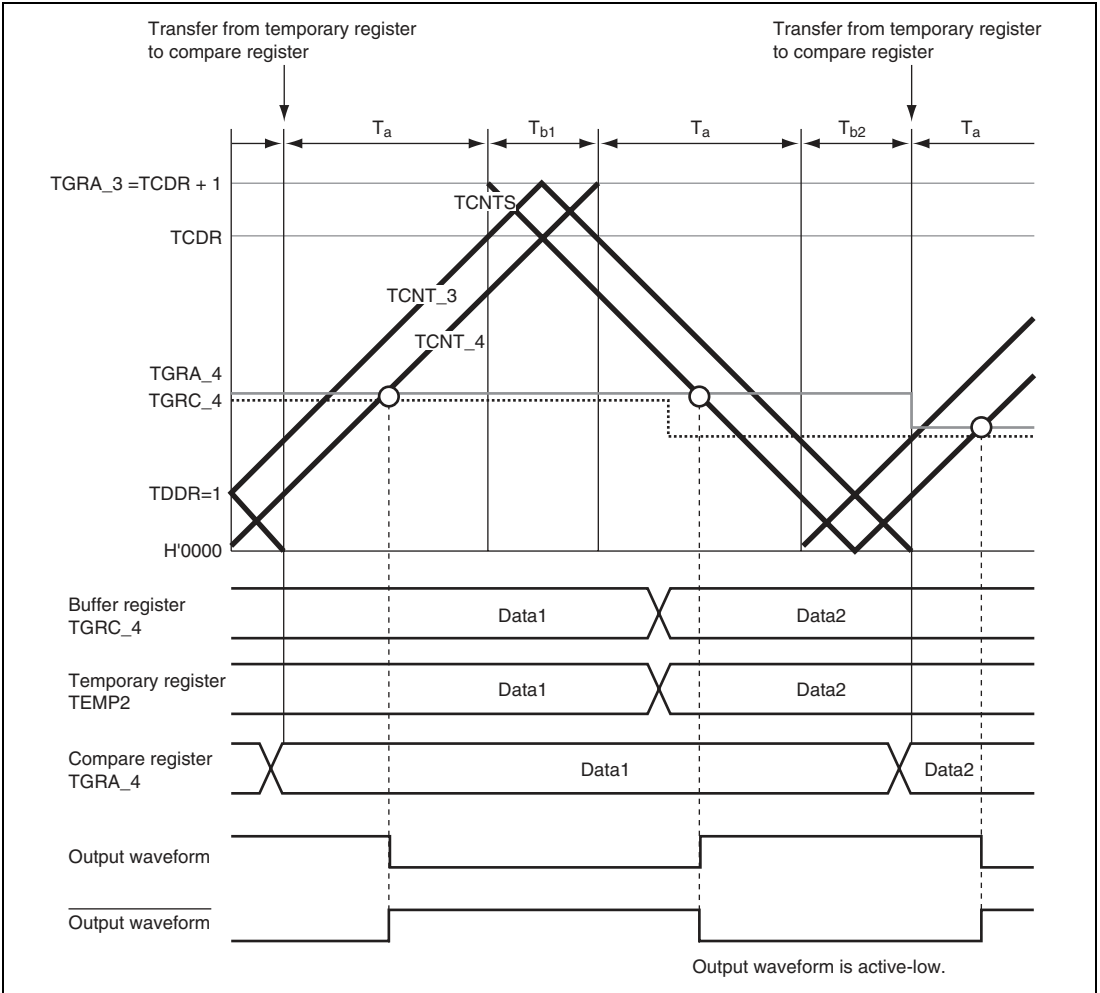 Transfer from temporary register
to compare register
Transfer from temporary register
to compare register
Ta
Tb1
Ta
Tb2
Ta
TGRA_3 =TCDR + 1
TCNTS
TCDR
TCNT_3
TCNT_4
TGRA_4
TGRC_4
TDDR=1
H'0000
Buffer register
TGRC_4
Data1
Data2
Temporary register
TEMP2
Data1
Data2
Compare register
TGRA_4
Data1
Data2
Output waveform
Output waveform
Output waveform is active-low.